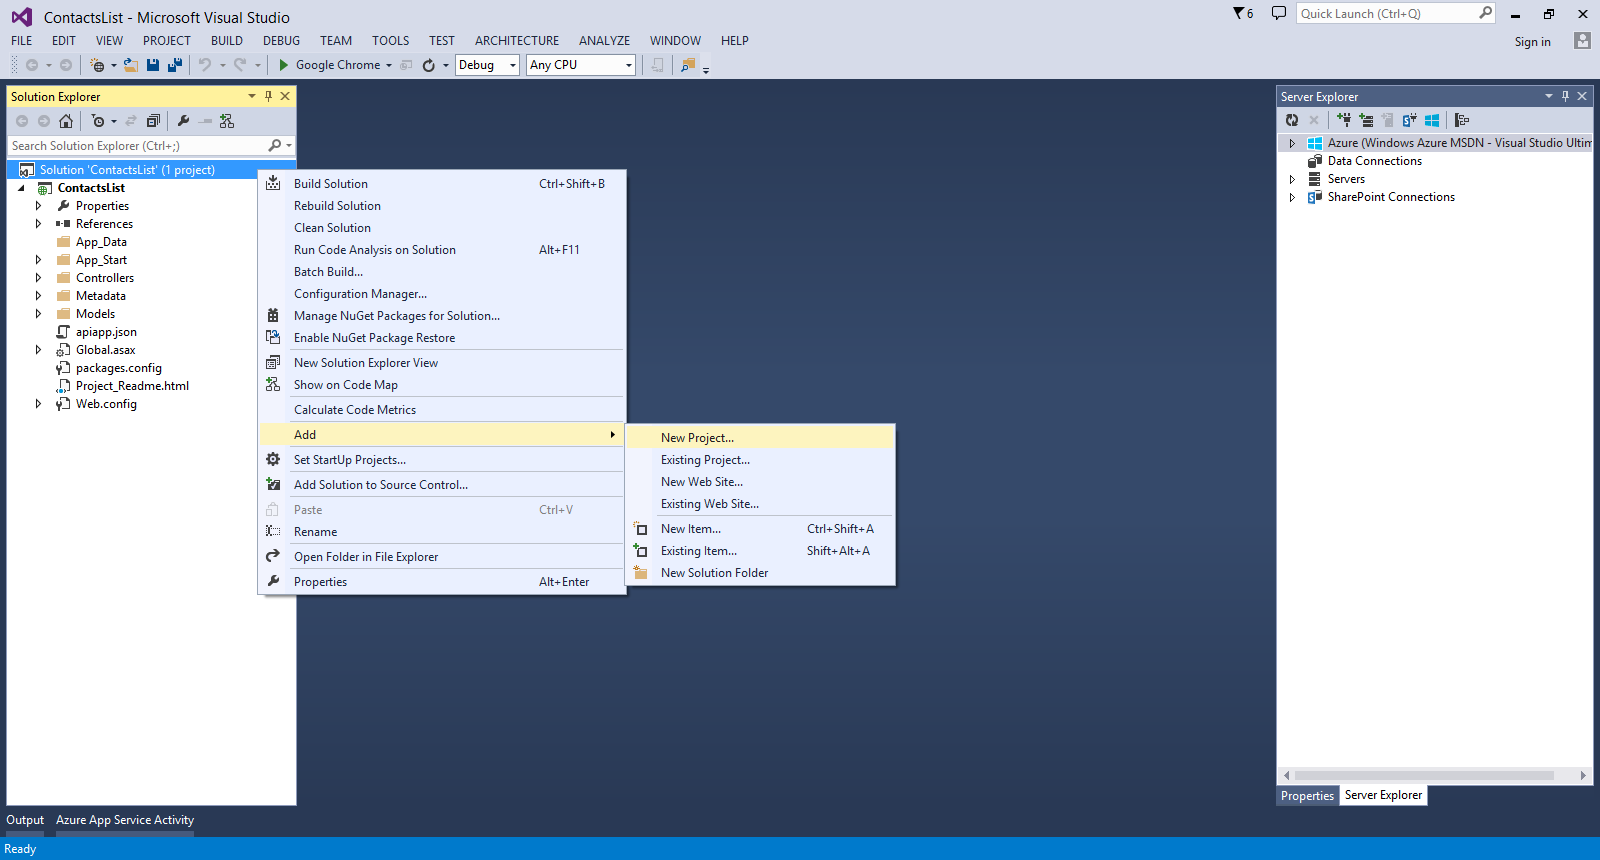 ContactsList - Microsoft Visual Studio
6
Quick Launch (Ctrl+Q)
FILE EDIT VIEW PROJECT BUILD DEBUG TEAM TOOLS TEST ARCHITECTURE ANALYZE WINDOW HELP
Sign in
Google Chrome Debug Any CPU
Solution Explorer
Search Solution Explorer (Ctrl+;)
Solution 'ContactsList' (1 project)
ContactsList
Properties
References
App_Data
App_Start
Controllers
Metadata
Models
apiapp.json
Global.asax
packages.config
Project_Readme.html
Web.config
Build Solution Ctrl+Shift+B
Rebuild Solution
Clean Solution
Run Code Analysis on Solution Alt+F11
Batch Build...
Configuration Manager...
Manage NuGet Packages for Solution...
Enable NuGet Package Restore
New Solution Explorer View
Show on Code Map
Calculate Code Metrics
Add
Set StartUp Projects...
Add Solution to Source Control...
Paste Ctrl+V
Rename
Open Folder in File Explorer
Properties Alt+Enter
New Project...
Existing Project...
New Web Site...
Existing Web Site...
New Item... Ctrl+Shift+A
Existing Item... Shift+Alt+A
New Solution Folder
Server Explorer
Azure (Windows Azure MSDN - Visual Studio Ultim
Data Connections
Servers
SharePoint Connections
Properties Server Explorer
Output Azure App Service Activity
Ready